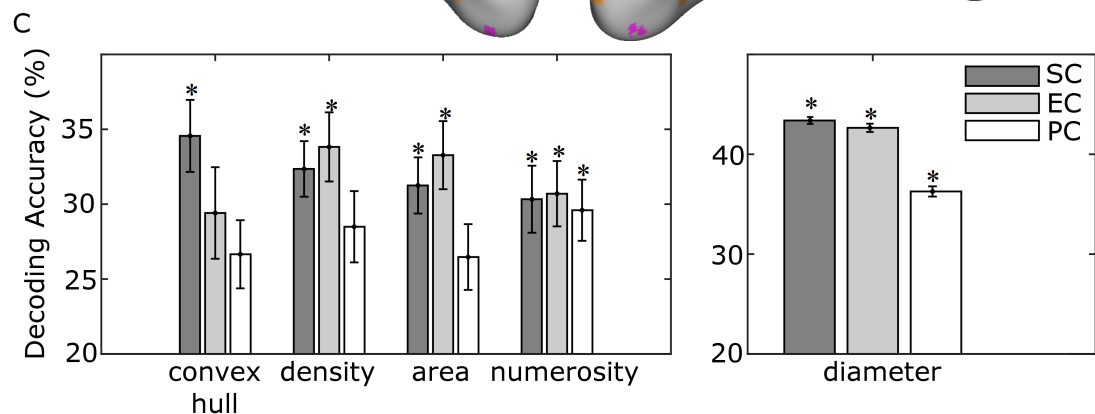 C
Decoding Accuracy (%)
35
30
25
20
* * * * * * * *
convex density area numerosity
hull
40
30
20
* * *
diameter
SC
EC
PC